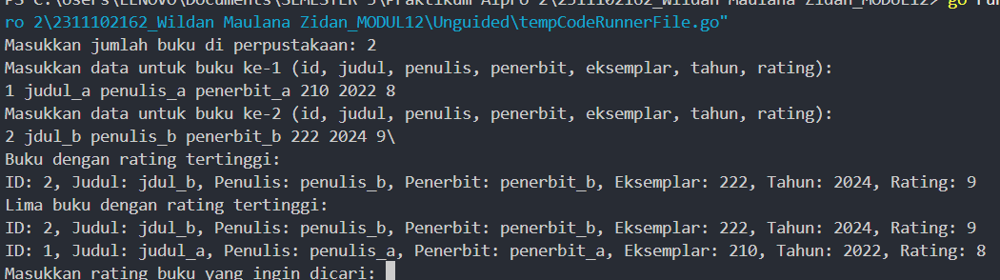 PS C:\Users\LENOVO\Documents\SEMESTER 3\Praktikum Alpro 2\2311102162_Wildan Maulana Zidan_MODUL12> go run
ro 2\2311102162_Wildan Maulana Zidan_MODUL12\Unguided\tempCodeRunnerFile.go"
Masukkan jumlah buku di perpustakaan: 2
Masukkan data untuk buku ke-1 (id, judul, penulis, penerbit, eksemplar, tahun, rating):
1 judul_a penulis_a penerbit_a 210 2022 8
Masukkan data untuk buku ke-2 (id, judul, penulis, penerbit, eksemplar, tahun, rating):
2 jdul_b penulis_b penerbit_b 222 2024 9\
Buku dengan rating tertinggi:
ID: 2, Judul: jdul_b, Penulis: penulis_b, Penerbit: penerbit_b, Eksemplar: 222, Tahun: 2024, Rating: 9
Lima buku dengan rating tertinggi:
ID: 2, Judul: jdul_b, Penulis: penulis_b, Penerbit: penerbit_b, Eksemplar: 222, Tahun: 2024, Rating: 9
ID: 1, Judul: judul_a, Penulis: penulis_a, Penerbit: penerbit_a, Eksemplar: 210, Tahun: 2022, Rating: 8
Masukkan rating buku yang ingin dicari: